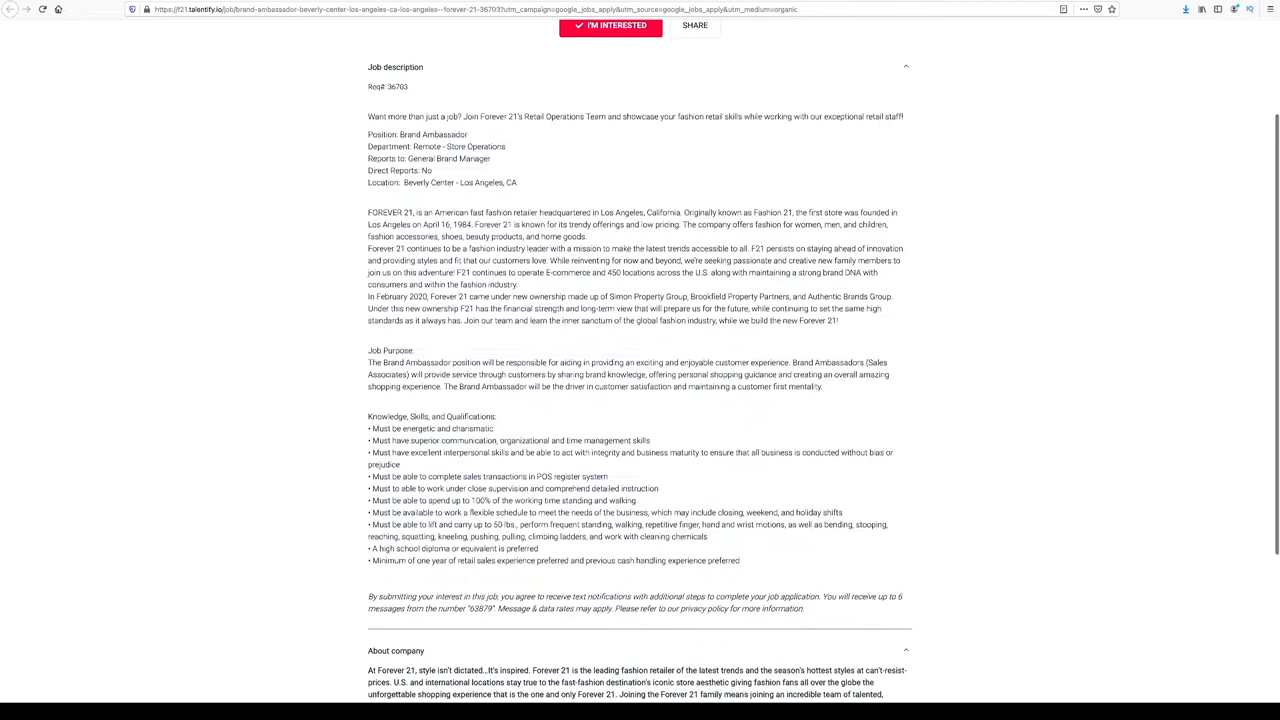 https://f21.talentify.io/job/brand-ambassador-beverly-center-los-angeles-ca-los-angeles--forever-21-36703?utm_campaign=google_jobs_apply&utm_source=google_jobs_apply&utm_medium=organic
I'M INTERESTED
SHARE
Job description
Req#: 36703
Want more than just a job? Join Forever 21's Retail Operations Team and showcase your fashion retail skills while working with our exceptional retail staff!
Position: Brand Ambassador
Department: Remote - Store Operations
Reports to: General Brand Manager
Direct Reports: No
Location: Beverly Center - Los Angeles, CA
FOREVER 21, is an American fast fashion retailer headquartered in Los Angeles, California. Originally known as Fashion 21, the first store was founded in
Los Angeles on April 16, 1984. Forever 21 is known for its trendy offerings and low pricing. The company offers fashion for women, men, and children,
fashion accessories, shoes, beauty products, and home goods.
Forever 21 continues to be a fashion industry leader with a mission to make the latest trends accessible to all. F21 persists on staying ahead of innovation
and providing styles and fit that our customers love. While reinventing for now and beyond, we're seeking passionate and creative new family members to
join us on this adventure! F21 continues to operate E-commerce and 450 locations across the U.S. along with maintaining a strong brand DNA with
consumers and within the fashion industry.
In February 2020, Forever 21 came under new ownership made up of Simon Property Group, Brookfield Property Partners, and Authentic Brands Group.
Under this new ownership F21 has the financial strength and long-term view that will prepare us for the future, while continuing to set the same high
standards as it always has. Join our team and learn the inner sanctum of the global fashion industry, while we build the new Forever 21!
Job Purpose:
The Brand Ambassador position will be responsible for aiding in providing an exciting and enjoyable customer experience. Brand Ambassadors (Sales
Associates) will provide service through customers by sharing brand knowledge, offering personal shopping guidance and creating an overall amazing
shopping experience. The Brand Ambassador will be the driver in customer satisfaction and maintaining a customer first mentality.
Knowledge, Skills, and Qualifications:
• Must be energetic and charismatic
• Must have superior communication, organizational and time management skills
• Must have excellent interpersonal skills and be able to act with integrity and business maturity to ensure that all business is conducted without bias or
prejudice
• Must be able to complete sales transactions in POS register system
• Must to able to work under close supervision and comprehend detailed instruction
• Must be able to spend up to 100% of the working time standing and walking
• Must be available to work a flexible schedule to meet the needs of the business, which may include closing, weekend, and holiday shifts
• Must be able to lift and carry up to 50 lbs., perform frequent standing, walking, repetitive finger, hand and wrist motions, as well as bending, stooping,
reaching, squatting, kneeling, pushing, pulling, climbing ladders, and work with cleaning chemicals
• A high school diploma or equivalent is preferred
• Minimum of one year of retail sales experience preferred and previous cash handling experience preferred
By submitting your interest in this job, you agree to receive text notifications with additional steps to complete your job application. You will receive up to 6
messages from the number "63879". Message & data rates may apply. Please refer to our privacy policy for more information.
About company
At Forever 21, style isn't dictated...It's inspired. Forever 21 is the leading fashion retailer of the latest trends and the season's hottest styles at can't-resist-
prices. U.S. and international locations stay true to the fast-fashion destination's iconic store aesthetic giving fashion fans all over the globe the
unforgettable shopping experience that is the one and only Forever 21. Joining the Forever 21 family means joining an incredible team of talented,